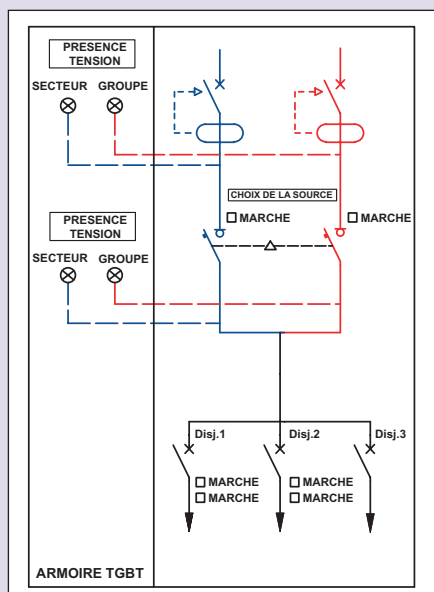 PRESENCE
TENSION
SECTEUR GROUPE
CHOIX DE LA SOURCE
MARCHE MARCHE
PRESENCE
TENSION
SECTEUR GROUPE
Disj.1 Disj.2 Disj.3
MARCHE MARCHE
MARCHE MARCHE
ARMOIRE TGBT